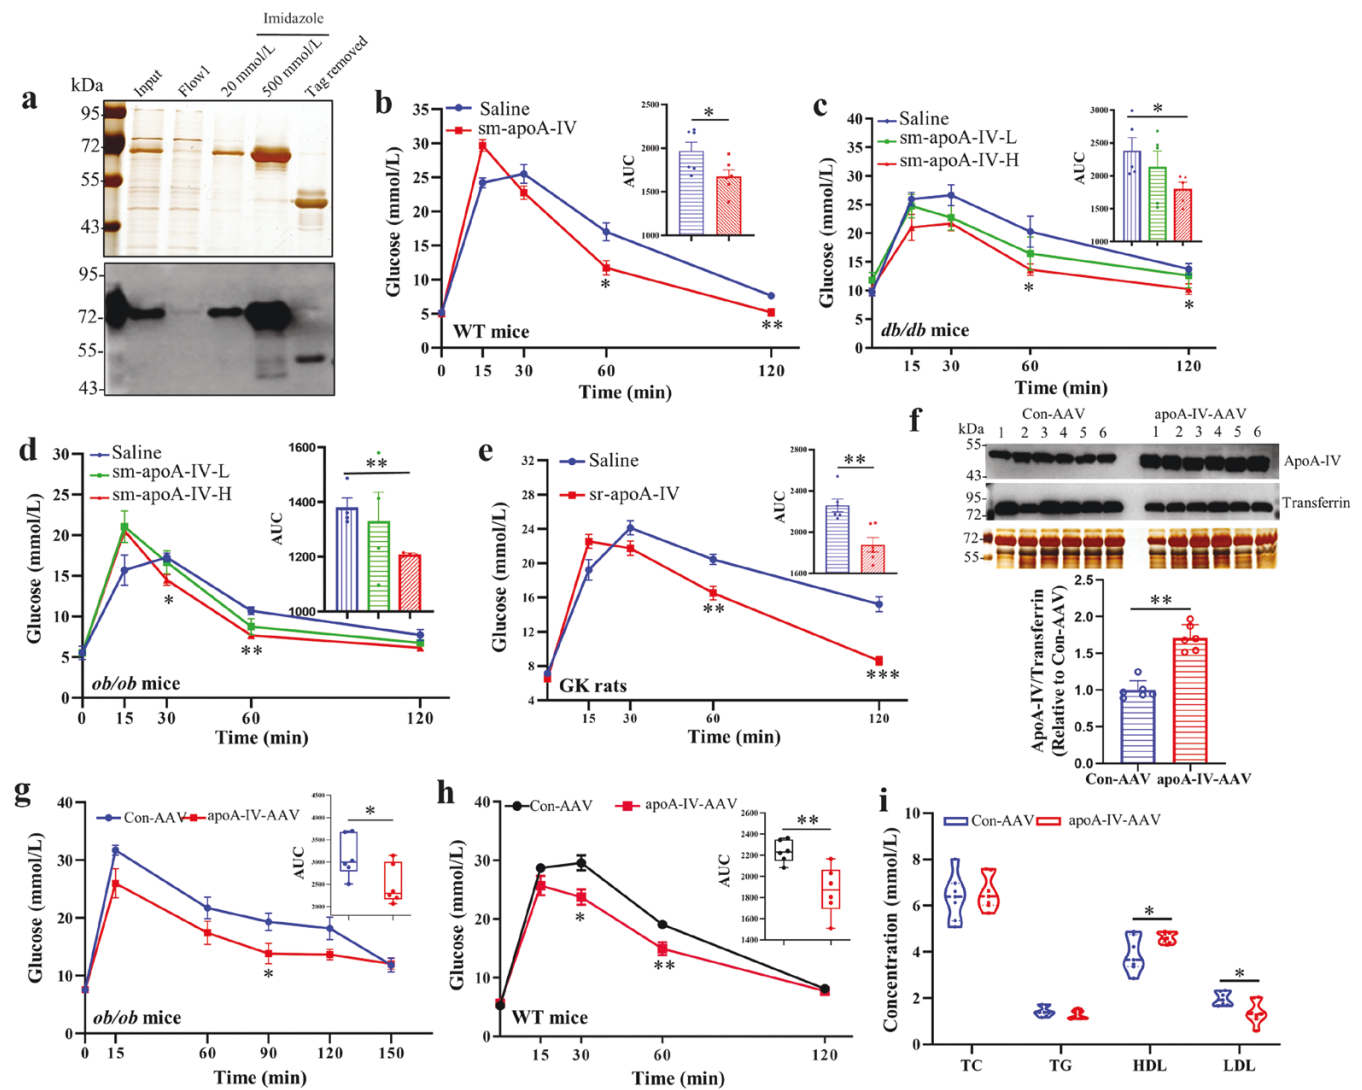 a
Imidazole
kDa
Input
Flow1
20 mmol/L
500 mmol/L
Tag removed
95
72
55
43
95
72
55
43
b
Saline
sm-apoA-IV
Glucose (mmol/L)
35
30
25
20
15
10
5
0
0 15 30 60 120
Time (min)
WT mice
*
**
AUC
2500
2000
1500
1000
*
c
Saline
sm-apoA-IV-L
sm-apoA-IV-H
Glucose (mmol/L)
40
35
30
25
20
15
10
5
0
15 30 60 120
Time (min)
db/db mice
*
*
AUC
3000
2500
2000
1500
1000
*
d
Saline
sm-apoA-IV-L
sm-apoA-IV-H
Glucose (mmol/L)
30
25
20
15
10
5
0
0 15 30 60 120
Time (min)
ob/ob mice
*
**
AUC
1600
1400
1200
1000
**
e
Saline
sr-apoA-IV
Glucose (mmol/L)
32
28
24
20
16
12
8
4
15 30 60 120
Time (min)
GK rats
**
***
AUC
2800
2400
2000
1600
**
f
Con-AAV apoA-IV-AAV
kDa 1 2 3 4 5 6 1 2 3 4 5 6
55
43
ApoA-IV
95
72
Transferrin
72
55
ApoA-IV/Transferrin
(Relative to Con-AAV)
2.5
2.0
1.5
1.0
0.5
0.0
**
Con-AAV apoA-IV-AAV
g
Con-AAV apoA-IV-AAV
Glucose (mmol/L)
40
30
20
10
0
0 15 60 90 120 150
Time (min)
ob/ob mice
*
AUC
4500
4000
3500
3000
2500
2000
*
h
Con-AAV apoA-IV-AAV
Glucose (mmol/L)
40
30
20
10
0
15 30 60 120
Time (min)
WT mice
*
**
AUC
2600
2400
2200
2000
1800
1600
1400
**
i
Con-AAV apoA-IV-AAV
Concentration (mmol/L)
10
8
6
4
2
0
*
*
TC TG HDL LDL